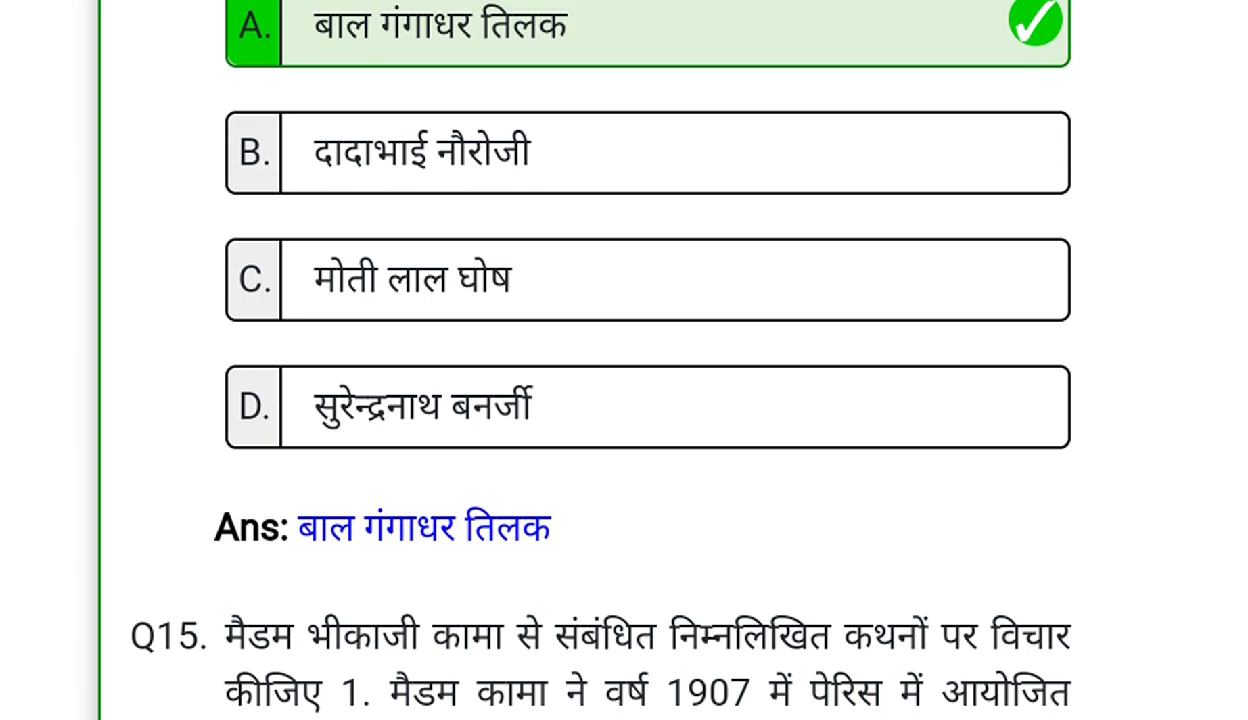 A. बाल गंगाधर तिलक
B. दादाभाई नौरोजी
C. मोती लाल घोष
D. सुरेन्द्रनाथ बनर्जी
Ans: बाल गंगाधर तिलक
Q15. मैडम भीकाजी कामा से संबंधित निम्नलिखित कथनों पर विचार
कीजिए 1. मैडम कामा ने वर्ष 1907 में पेरिस में आयोजित